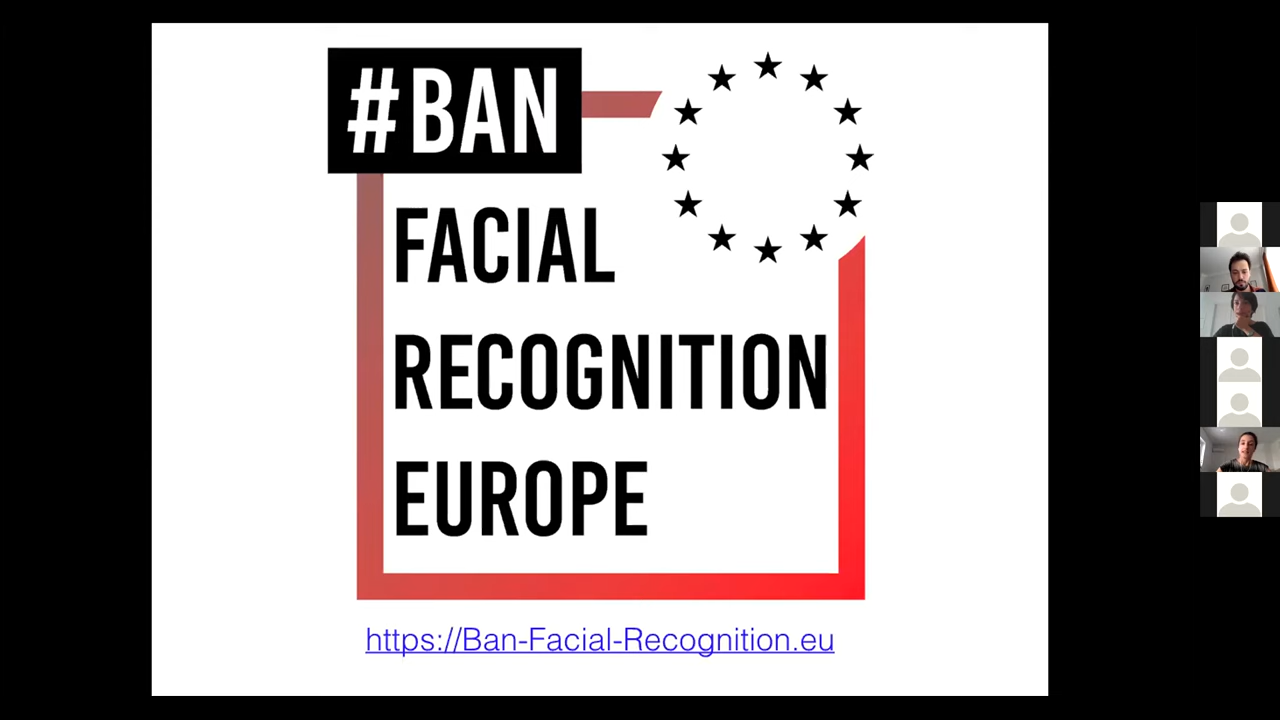 #BAN
FACIAL
RECOGNITION
EUROPE
https://Ban-Facial-Recognition.eu